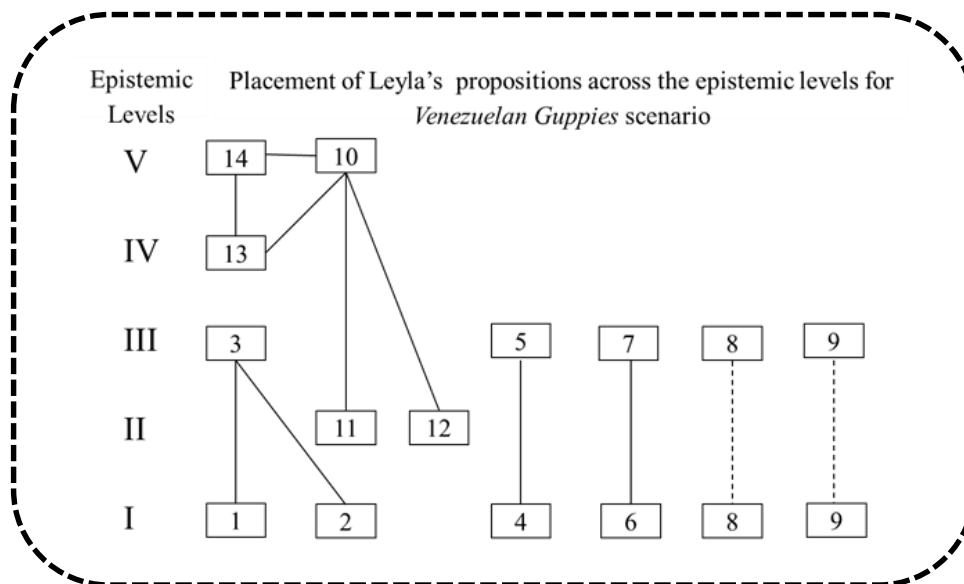 Epistemic Levels
Placement of Leyla's propositions across the epistemic levels for
Venezuelan Guppies scenario
V 14 10
IV 13
III 3 5 7 8 9
II 11 12
I 1 2 4 6 8 9